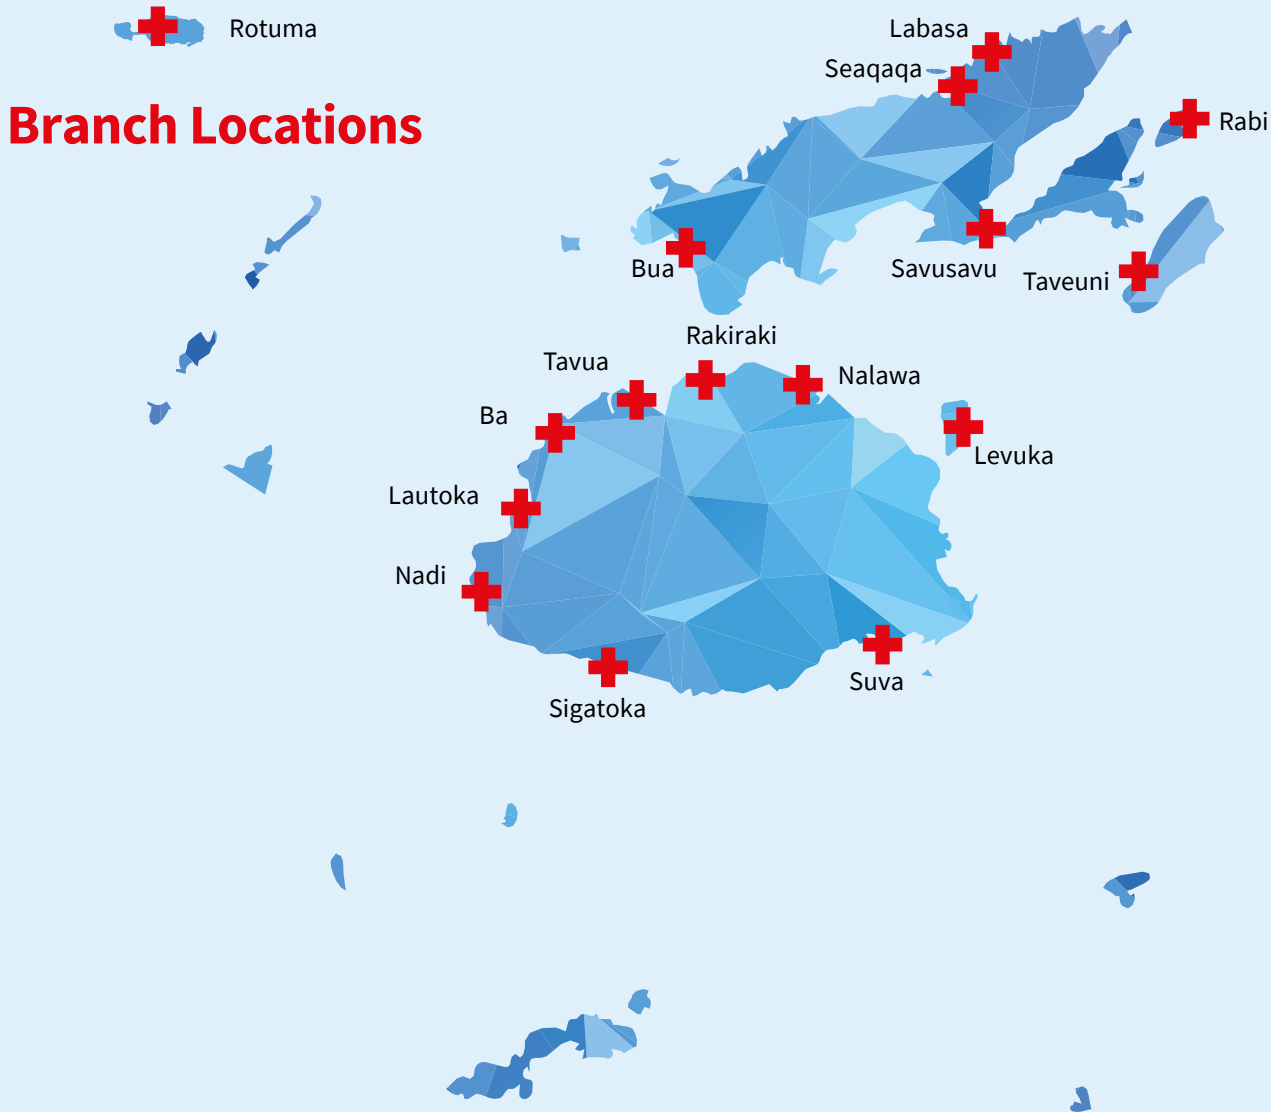 Rotuma
Branch Locations
Labasa
Seaqaqa
Rabi
Bua
Savusavu
Taveuni
Rakiraki
Tavua
Nalawa
Ba
Levuka
Lautoka
Nadi
Suva
Sigatoka